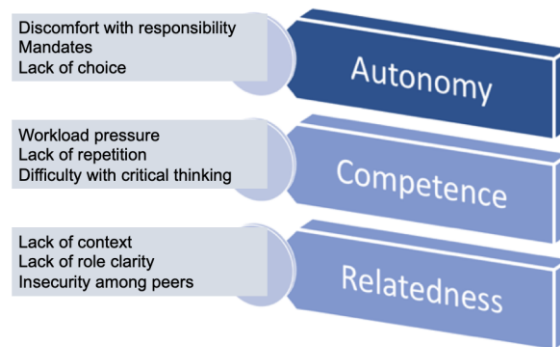 Discomfort with responsibility
Mandates
Lack of choice
Autonomy
Workload pressure
Lack of repetition
Difficulty with critical thinking
Competence
Lack of context
Lack of role clarity
Insecurity among peers
Relatedness